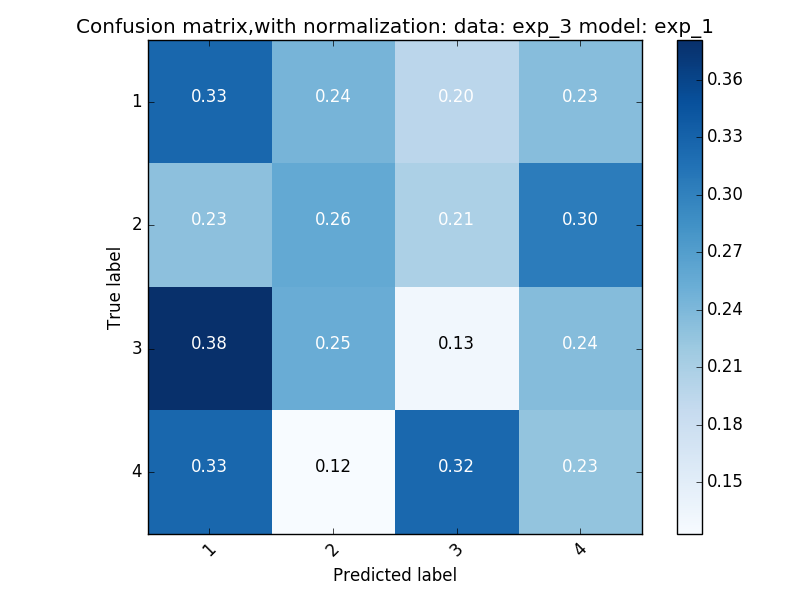 Confusion matrix,with normalization: data: exp_3 model: exp_1
True label
1 0.33 0.24 0.20 0.23
2 0.23 0.26 0.21 0.30
3 0.38 0.25 0.13 0.24
4 0.33 0.12 0.32 0.23
1 2 3 4
Predicted label
0.36
0.33
0.30
0.27
0.24
0.21
0.18
0.15